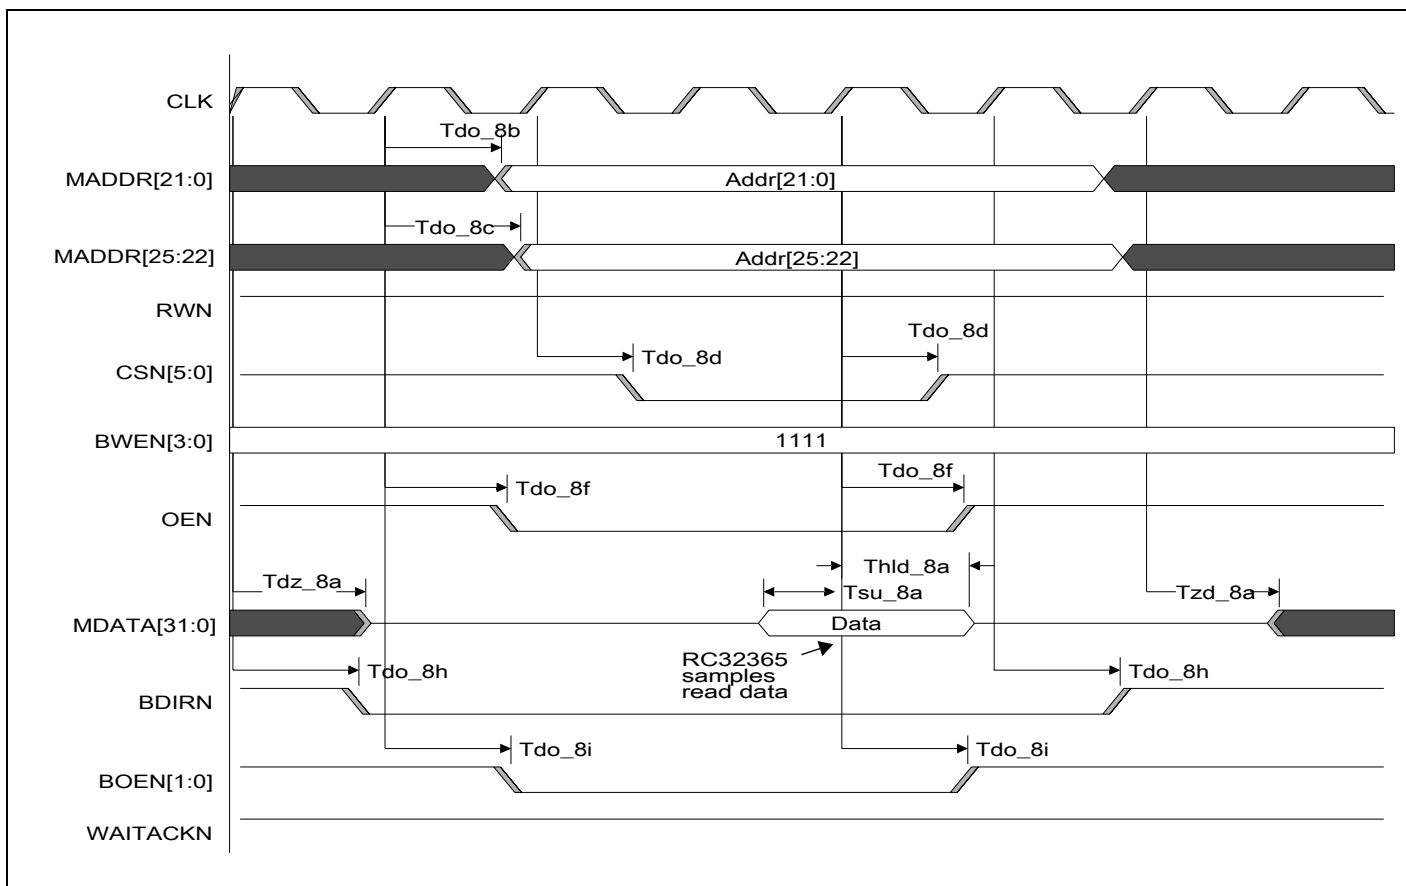 CLK
Tdo_8b
MADDR[21:0]
Addr[21:0]
Tdo_8c
MADDR[25:22]
Addr[25:22]
RWN
Tdo_8d
Tdo_8d
CSN[5:0]
BWEN[3:0]
1111
Tdo_8f
Tdo_8f
OEN
Thld_8a
Tdz_8a
Tsu_8a
Tzd_8a
MDATA[31:0]
Data
RC32365
samples
read data
Tdo_8h
Tdo_8h
BDIRN
Tdo_8i
Tdo_8i
BOEN[1:0]
WAITACKN